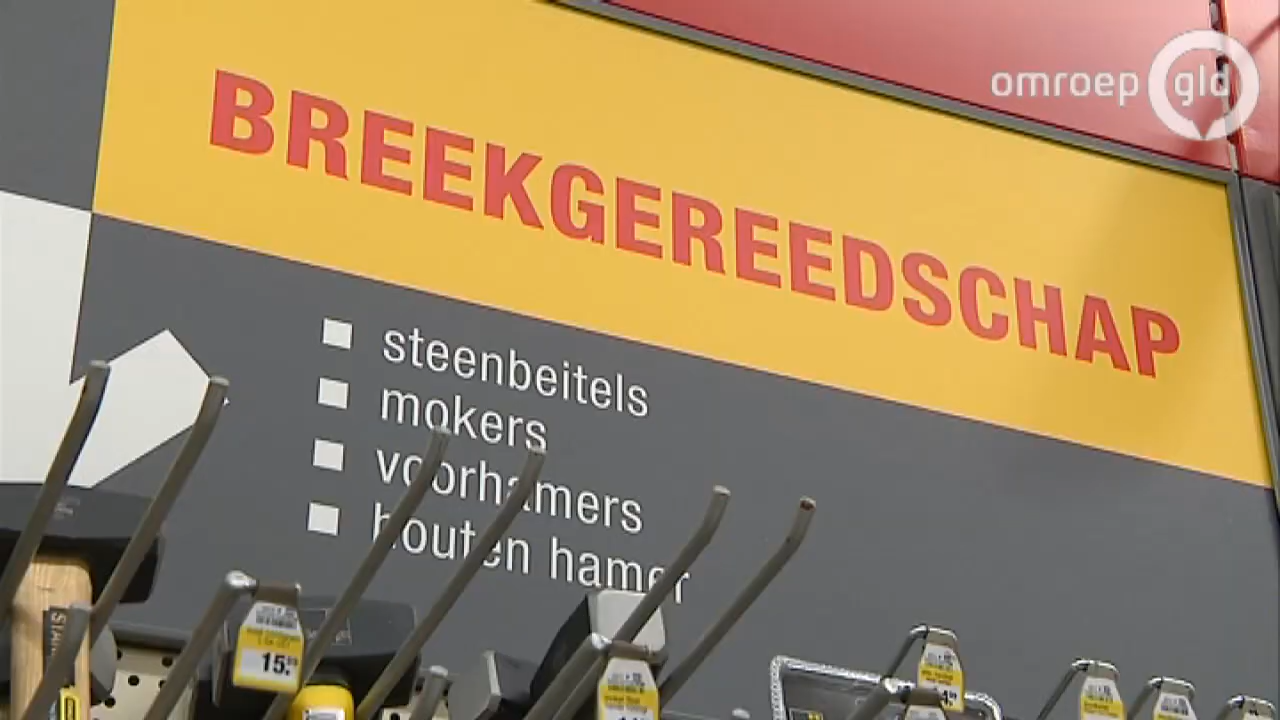 omroep gld
BREEKGEREEDSCHAP
steenbeitels
mokers
voorhamers
houten hamer
15.